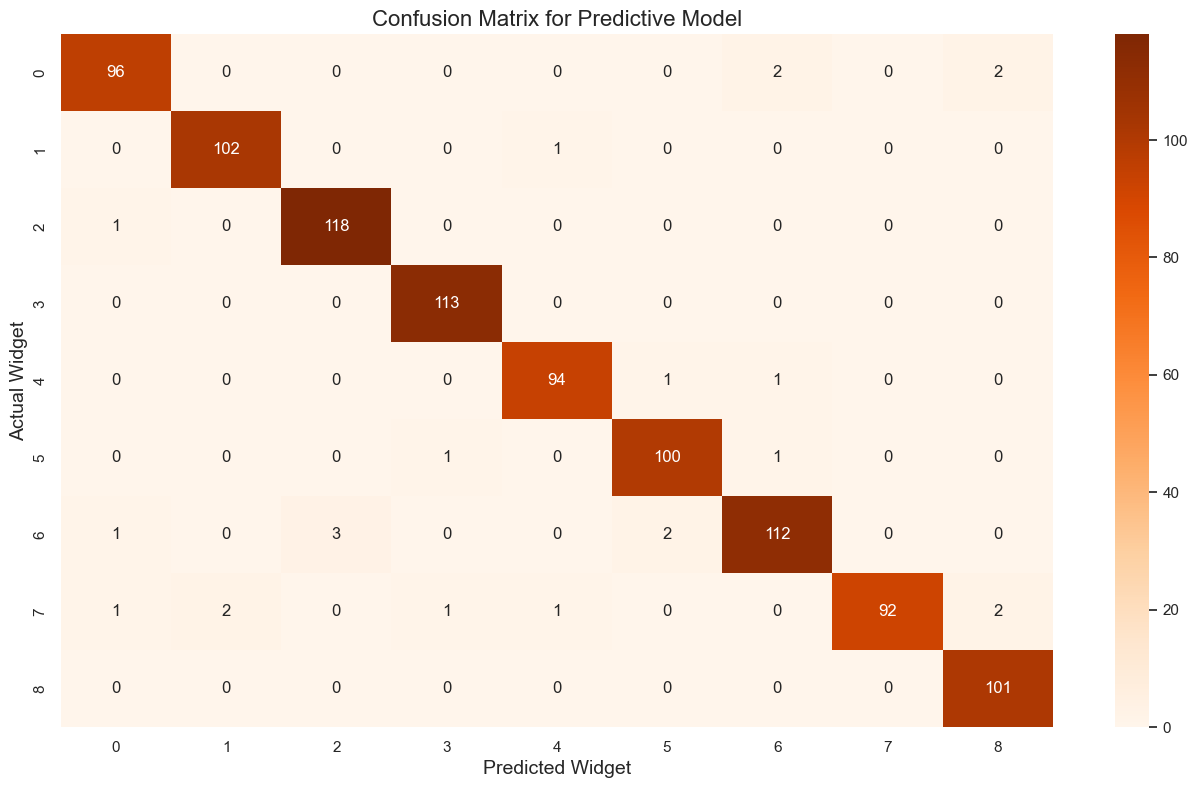 Confusion Matrix for Predictive Model
0 96 0 0 0 0 0 2 0 2
1 0 102 0 0 1 0 0 0 0
2 1 0 118 0 0 0 0 0 0
3 0 0 0 113 0 0 0 0 0
4 0 0 0 0 94 1 1 0 0
5 0 0 0 1 0 100 1 0 0
6 1 0 3 0 0 2 112 0 0
7 1 2 0 1 1 0 0 92 2
8 0 0 0 0 0 0 0 0 101
0 1 2 3 4 5 6 7 8
Predicted Widget
Actual Widget
100
80
60
40
20
0